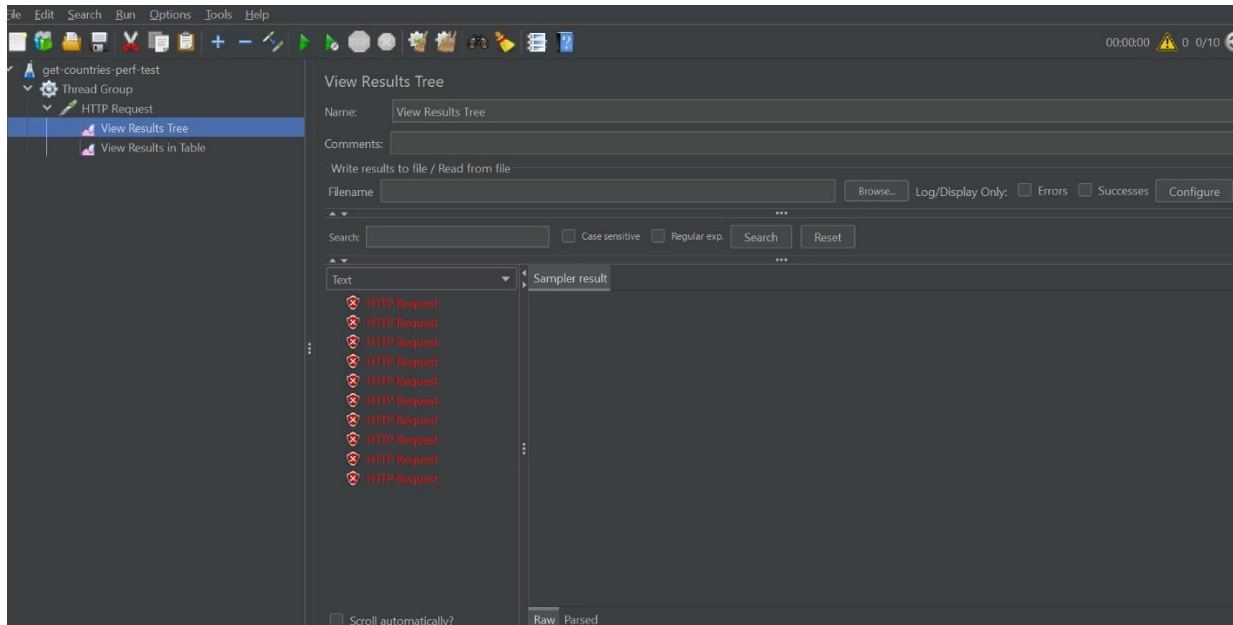 File Edit Search Run Options Tools Help
00:00:00 0 0/10
get-countries-perf-test
Thread Group
HTTP Request
View Results Tree
View Results in Table
View Results Tree
Name: View Results Tree
Comments:
Write results to file / Read from file
Filename Browse... Log/Display Only: Errors Successes Configure
Search: Case sensitive Regular exp. Search Reset
Text Sampler result
HTTP Request
HTTP Request
HTTP Request
HTTP Request
HTTP Request
HTTP Request
HTTP Request
HTTP Request
HTTP Request
HTTP Request
Scroll automatically? Raw Parsed